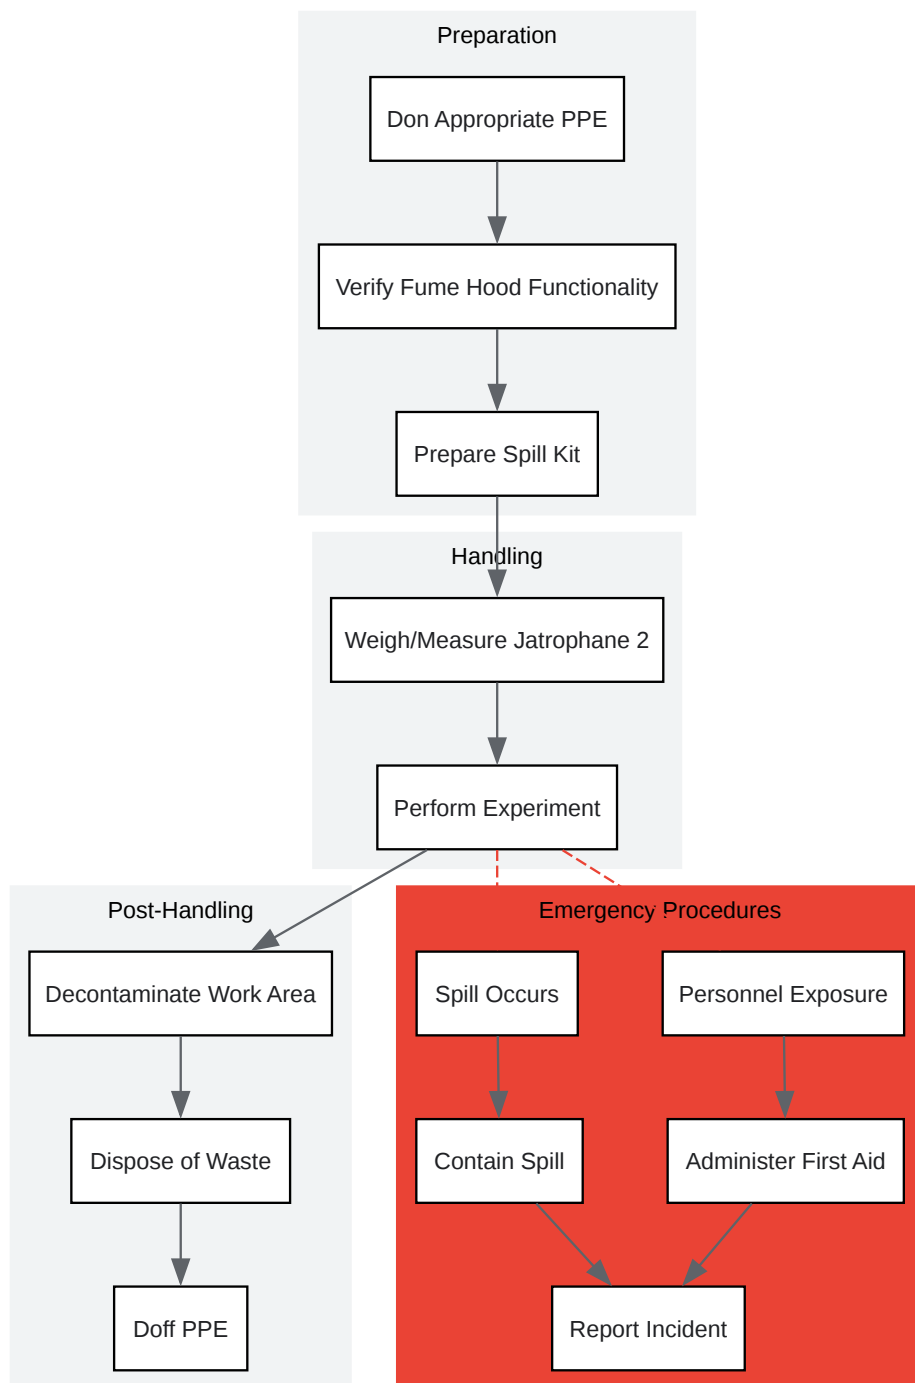 Preparation
Don Appropriate PPE
Verify Fume Hood Functionality
Prepare Spill Kit
Handling
Weigh/Measure Jatrophane 2
Perform Experiment
Post-Handling
Decontaminate Work Area
Dispose of Waste
Doff PPE
Emergency Procedures
Spill Occurs
Personnel Exposure
Contain Spill
Administer First Aid
Report Incident